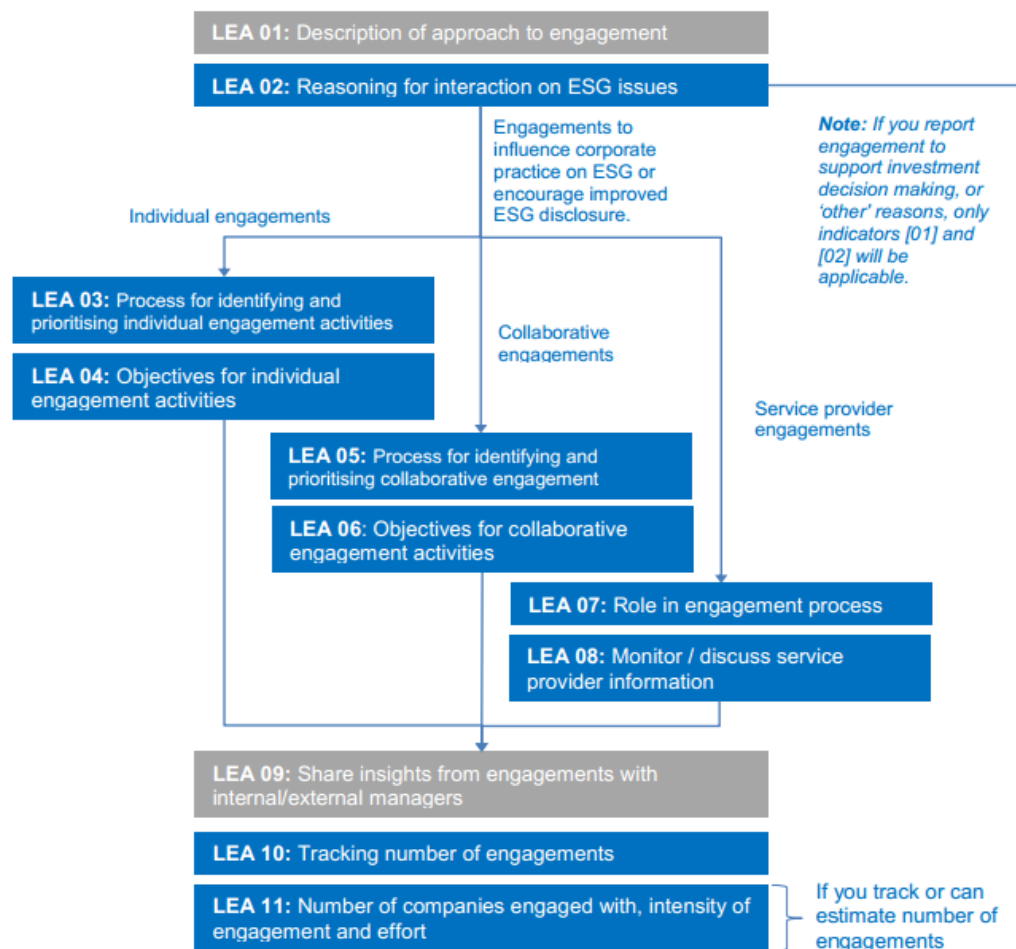 LEA 01: Description of approach to engagement
LEA 02: Reasoning for interaction on ESG issues
Engagements to
influence corporate
practice on ESG or
encourage improved
ESG disclosure.
Note: If you report
engagement to
support investment
decision making, or
‘other’ reasons, only
indicators [01] and
[02] will be
applicable.
Individual engagements
LEA 03: Process for identifying and
prioritising individual engagement activities
LEA 04: Objectives for individual
engagement activities
Collaborative
engagements
Service provider
engagements
LEA 05: Process for identifying and
prioritising collaborative engagement
LEA 06: Objectives for collaborative
engagement activities
LEA 07: Role in engagement process
LEA 08: Monitor / discuss service
provider information
LEA 09: Share insights from engagements with
internal/external managers
LEA 10: Tracking number of engagements
LEA 11: Number of companies engaged with, intensity of
engagement and effort
If you track or can
estimate number of
engagements